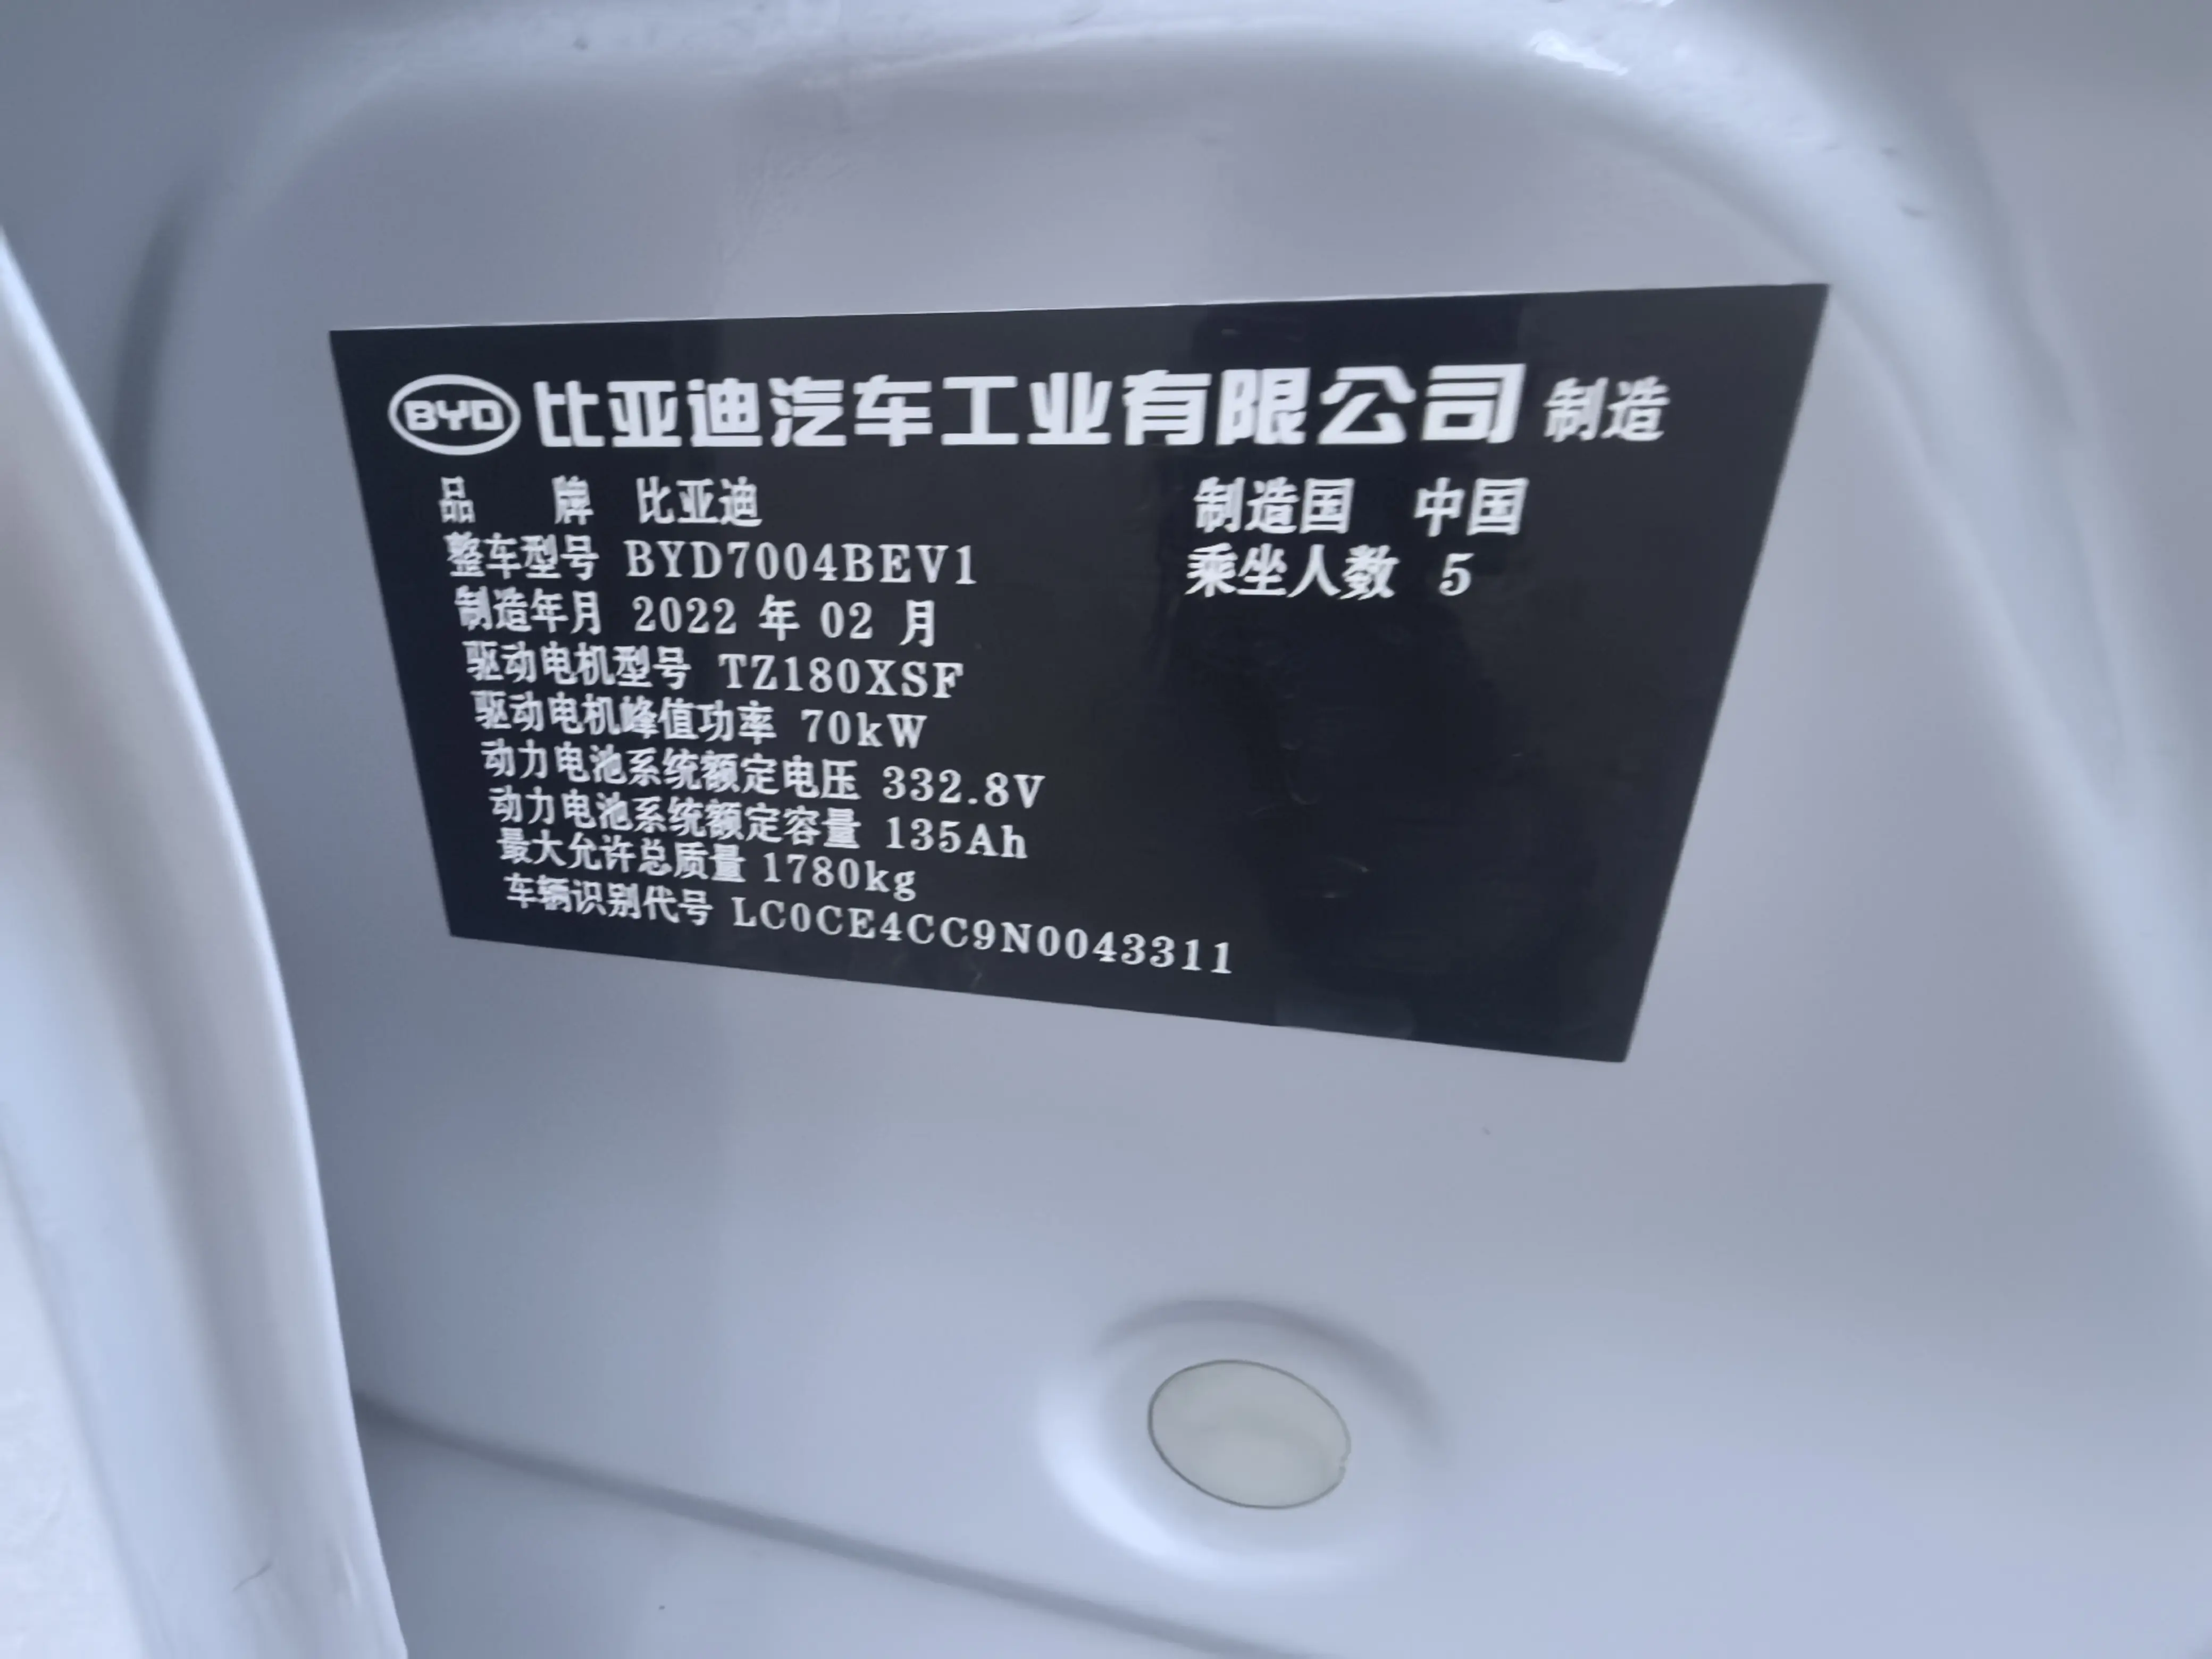 BYD 比亚迪汽车工业有限公司 制造
品 牌 比亚迪 制造国 中国
整车型号 BYD7004BEV1 乘坐人数 5
制造年月 2022 年 02 月
驱动电机型号 TZ180XSF
驱动电机峰值功率 70kW
动力电池系统额定电压 332.8V
动力电池系统额定容量 135Ah
最大允许总质量 1780kg
车辆识别代号 LC0CE4CC9N0043311